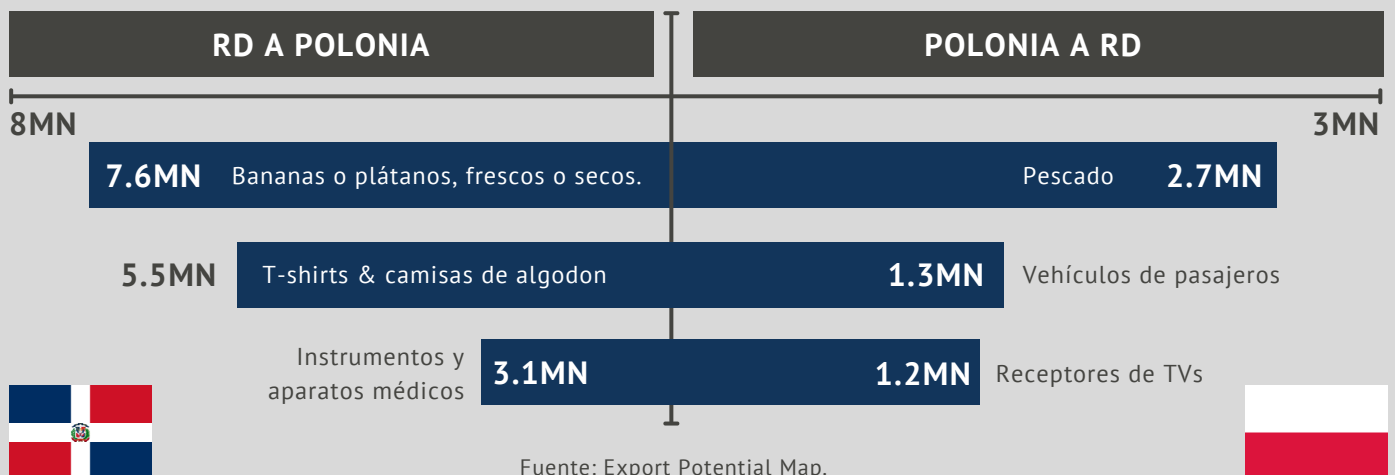 RD A POLONIA
POLONIA A RD
8MN
3MN
7.6MN Bananas o plátanos, frescos o secos.
Pescado 2.7MN
5.5MN T-shirts & camisas de algodon
1.3MN Vehículos de pasajeros
Instrumentos y
aparatos médicos
3.1MN
1.2MN Receptores de TVs
Fuente: Export Potential Map.